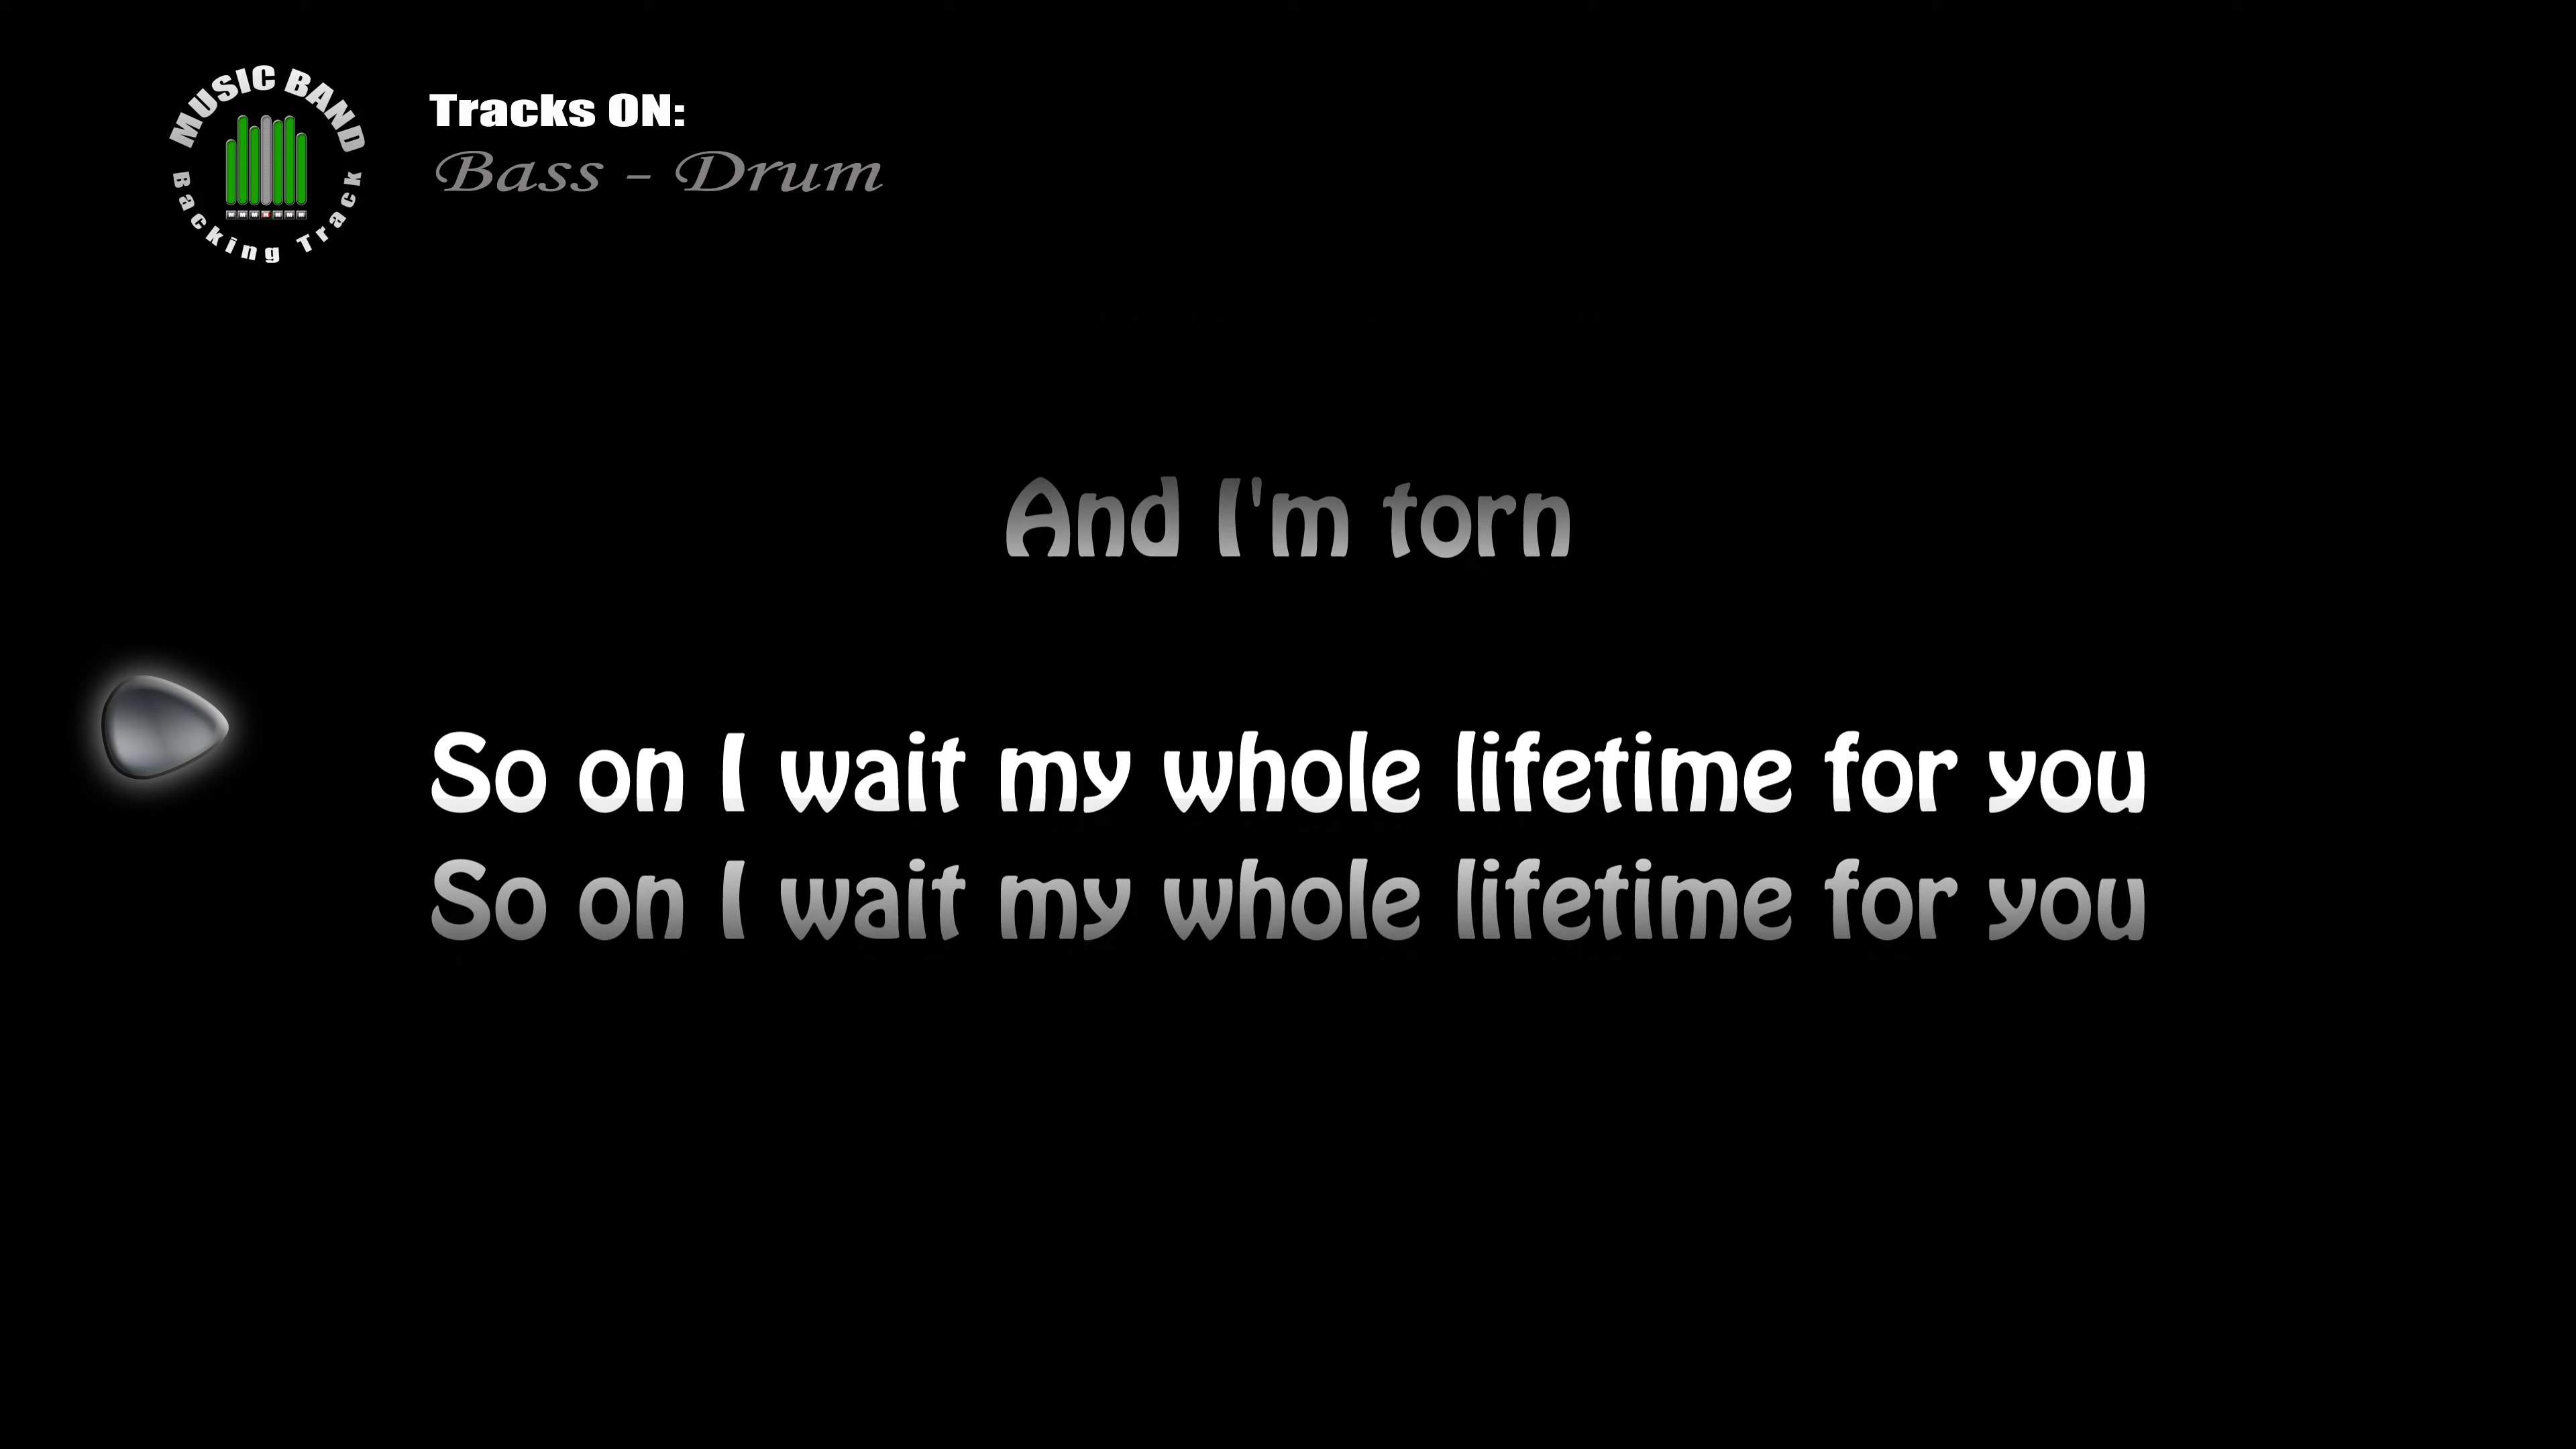 MUSIC BAND
Backing Track
Tracks ON:
Bass - Drum
And I'm torn
So on I wait my whole lifetime for you
So on I wait my whole lifetime for you